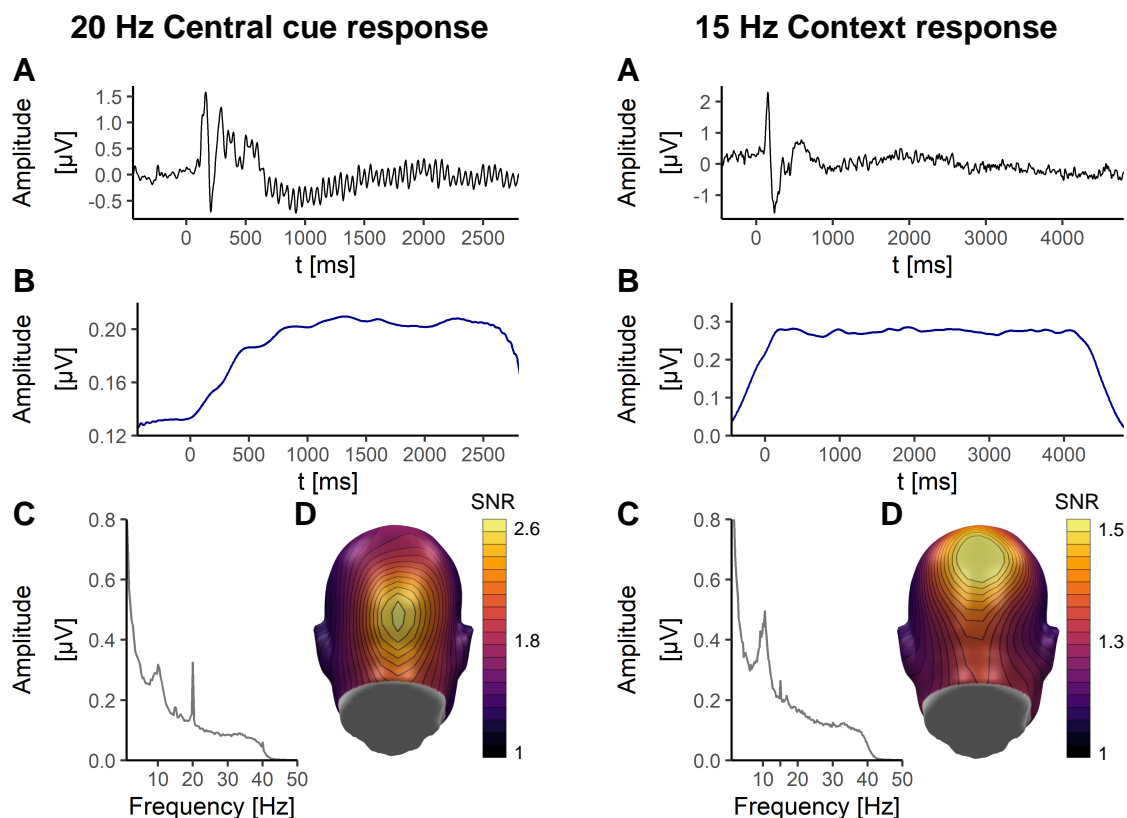 20 Hz Central cue response
A
Amplitude
[µV]
1.5
1.0
0.5
0.0
-0.5
0 500 1000 1500 2000 2500
t [ms]
B
Amplitude
[µV]
0.20
0.16
0.12
0 500 1000 1500 2000 2500
t [ms]
C
Amplitude
[µV]
0.8
0.6
0.4
0.2
0.0
10 20 30 40 50
Frequency [Hz]
D
SNR
2.6
1.8
1
15 Hz Context response
A
Amplitude
[µV]
2
1
0
-1
0 1000 2000 3000 4000
t [ms]
B
Amplitude
[µV]
0.3
0.2
0.1
0.0
0 1000 2000 3000 4000
t [ms]
C
Amplitude
[µV]
0.8
0.6
0.4
0.2
0.0
10 20 30 40 50
Frequency [Hz]
D
SNR
1.5
1.3
1